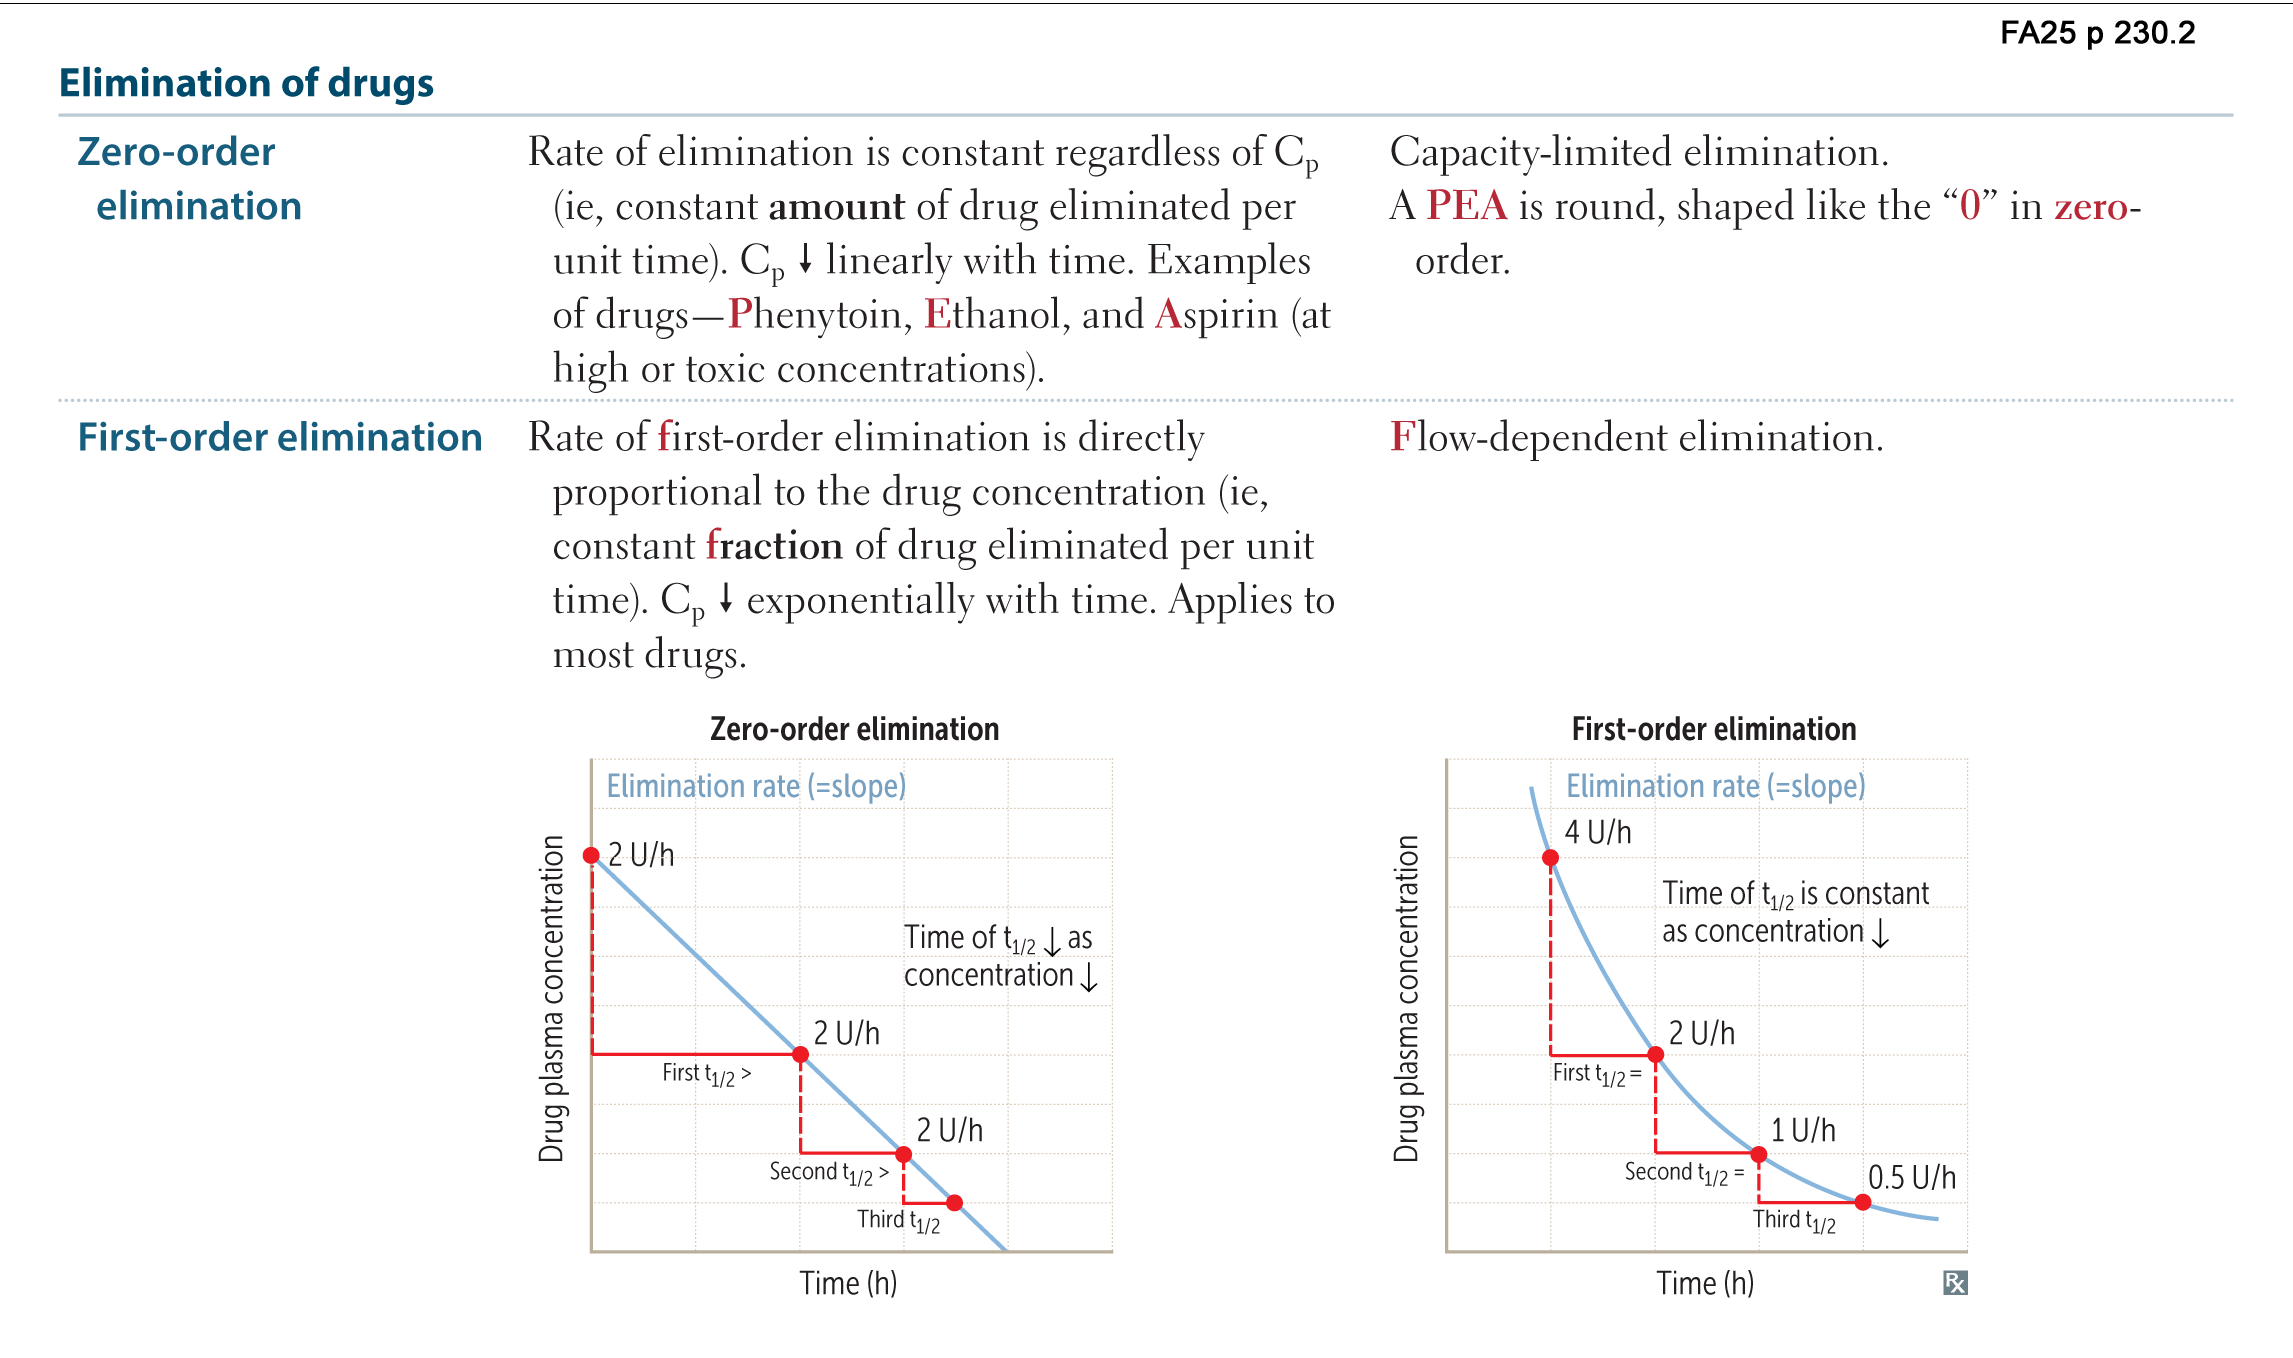 FA25 p 230.2
Elimination of drugs
Zero-order
elimination
Rate of elimination is constant regardless of Cp
(ie, constant amount of drug eliminated per
unit time). Cp ↓ linearly with time. Examples
of drugs—Phenytoin, Ethanol, and Aspirin (at
high or toxic concentrations).
Capacity-limited elimination.
A PEA is round, shaped like the “0” in zero-
order.
First-order elimination
Rate of first-order elimination is directly
proportional to the drug concentration (ie,
constant fraction of drug eliminated per unit
time). Cp ↓ exponentially with time. Applies to
most drugs.
Flow-dependent elimination.
Zero-order elimination
Elimination rate (=slope)
2 U/h
Time of t1/2 ↓ as
concentration ↓
2 U/h
First t1/2 >
2 U/h
Second t1/2 >
Third t1/2
Drug plasma concentration
Time (h)
First-order elimination
Elimination rate (=slope)
4 U/h
Time of t1/2 is constant
as concentration ↓
2 U/h
First t1/2 =
1 U/h
Second t1/2 =
0.5 U/h
Third t1/2
Drug plasma concentration
Time (h)
Rx